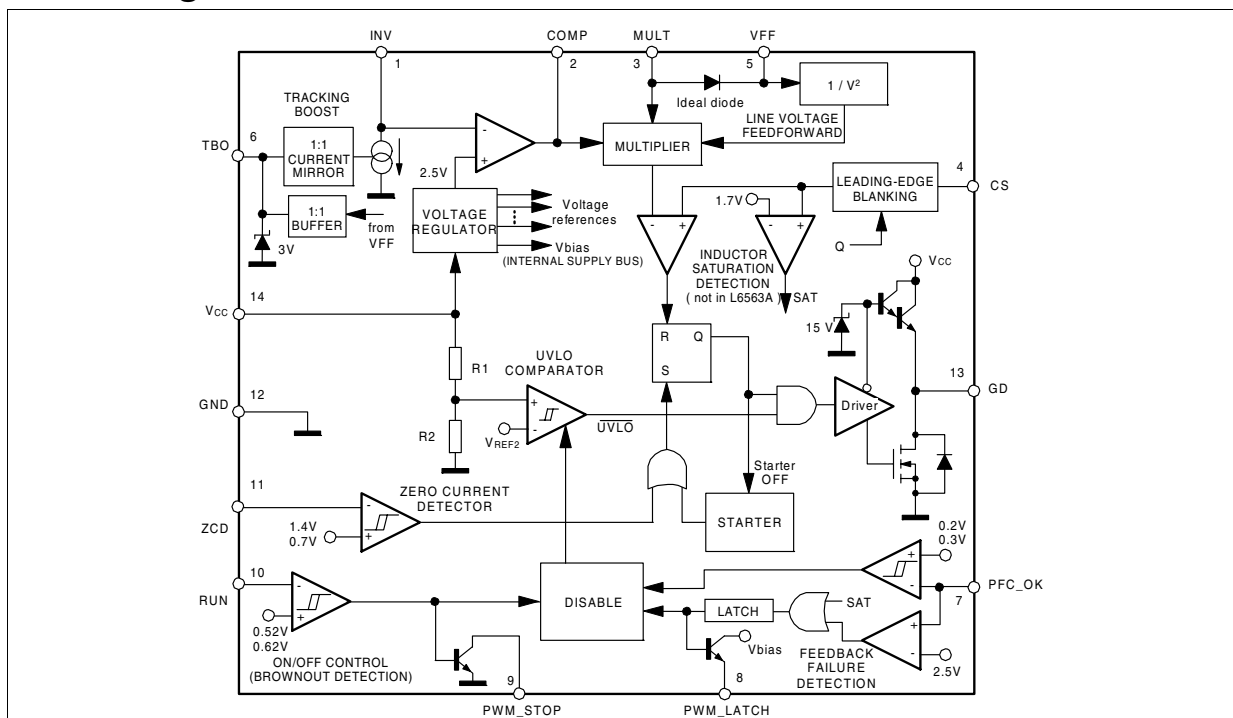 INV
COMP
MULT
VFF
1
2
3
5
TRACKING
BOOST
Ideal diode
1 / V²
LINE VOLTAGE
FEEDFORWARD
TBO
6
1:1
CURRENT
MIRROR
-
+
MULTIPLIER
2.5V
4
CS
LEADING-EDGE
BLANKING
1:1
BUFFER
from
VFF
3V
VOLTAGE
REGULATOR
Voltage
references
Vbias
(INTERNAL SUPPLY BUS)
1.7V
-
+
-
+
Q
INDUCTOR
SATURATION
DETECTION
( not in L6563A )
SAT
Vcc
14
Vcc
15 V
R
Q
S
R1
UVLO
COMPARATOR
13
GD
12
GND
R2
+
-
VREF2
UVLO
Driver
11
ZCD
ZERO CURRENT
DETECTOR
-
+
1.4V
0.7V
Starter
OFF
STARTER
0.2V
0.3V
+
-
10
RUN
-
+
0.52V
0.62V
DISABLE
PFC_OK
7
LATCH
SAT
+
-
2.5V
Vbias
FEEDBACK
FAILURE
DETECTION
ON/OFF CONTROL
(BROWNOUT DETECTION)
9
8
PWM_STOP
PWM_LATCH